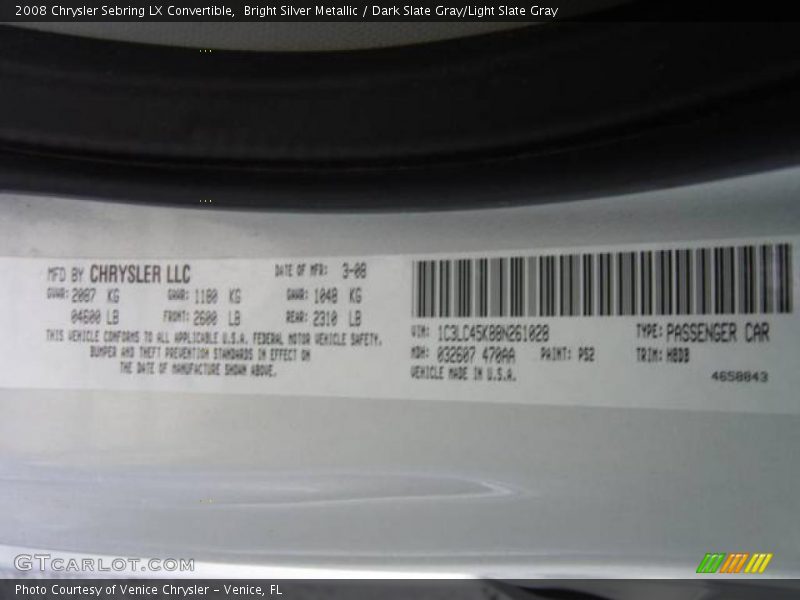 2008 Chrysler Sebring LX Convertible,  Bright Silver Metallic / Dark Slate Gray/Light Slate Gray
MFD BY CHRYSLER LLC DATE OF MFR: 3-08
GVWR: 2087 KG GAWR: 1180 KG GAWR: 1048 KG
04600 LB FRONT: 2600 LB REAR: 2310 LB
THIS VEHICLE CONFORMS TO ALL APPLICABLE U.S.A. FEDERAL MOTOR VEHICLE SAFETY,
BUMPER AND THEFT PREVENTION STANDARDS IN EFFECT ON
THE DATE OF MANUFACTURE SHOWN ABOVE.
VIN: 1C3LC45K88N261028 TYPE: PASSENGER CAR
MDH: 032607 470AA PAINT: PS2 TRIM: H8DB
VEHICLE MADE IN U.S.A.
4658843
GTCARLOT.COM
Photo Courtesy of Venice Chrysler - Venice, FL